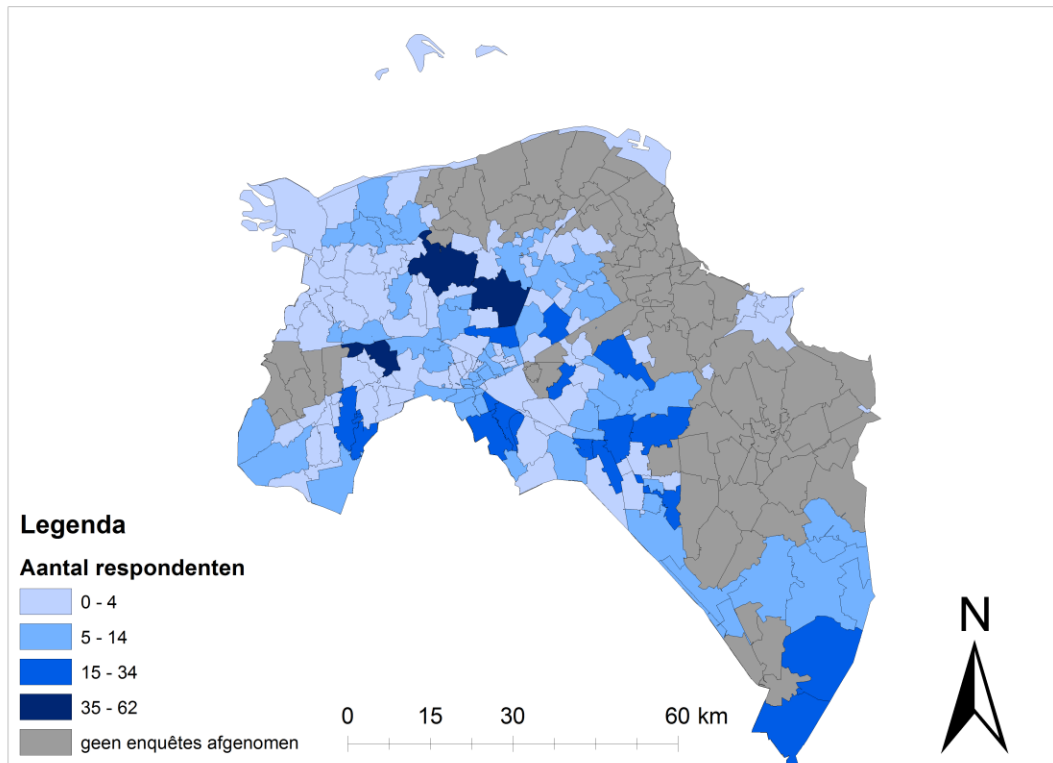 Legenda
Aantal respondenten
0 - 4
5 - 14
15 - 34
35 - 62
geen enquêtes afgenomen
0 15 30 60 km
N